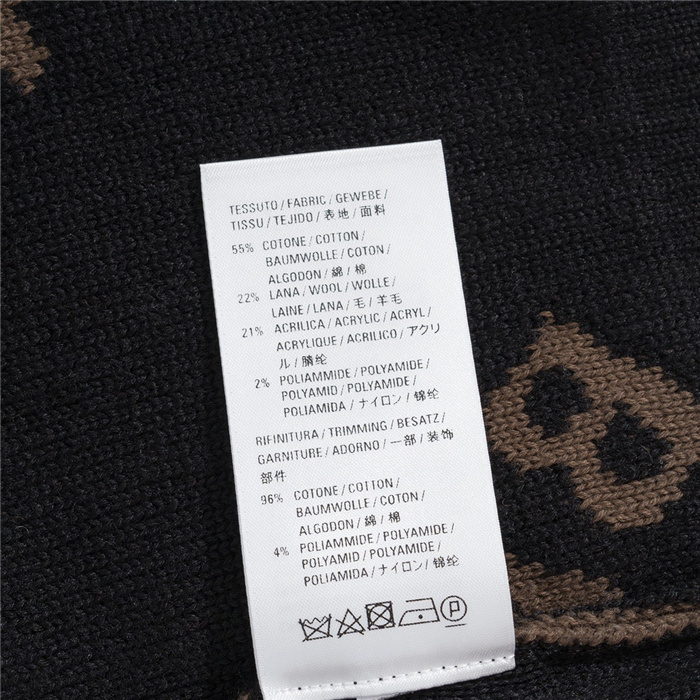 TESSUTO / FABRIC / GEWEBE /
TISSU / TEJIDO / 表地 / 面料
55% COTONE / COTTON /
BAUMWOLLE / COTON /
ALGODON / 綿 / 棉
22% LANA / WOOL / WOLLE /
LAINE / LANA / 毛 / 羊毛
21% ACRILICA / ACRYLIC / ACRYL /
ACRYLIQUE / ACRILICO / アクリ
ル / 腈纶
2% POLIAMMIDE / POLYAMIDE /
POLYAMID / POLYAMIDE /
POLIAMIDA / ナイロン / 锦纶
RIFINITURA / TRIMMING / BESATZ /
GARNITURE / ADORNO / 一部 / 装饰
部件
96% COTONE / COTTON /
BAUMWOLLE / COTON /
ALGODON / 綿 / 棉
4% POLIAMMIDE / POLYAMIDE /
POLYAMID / POLYAMIDE /
POLIAMIDA / ナイロン / 锦纶
P